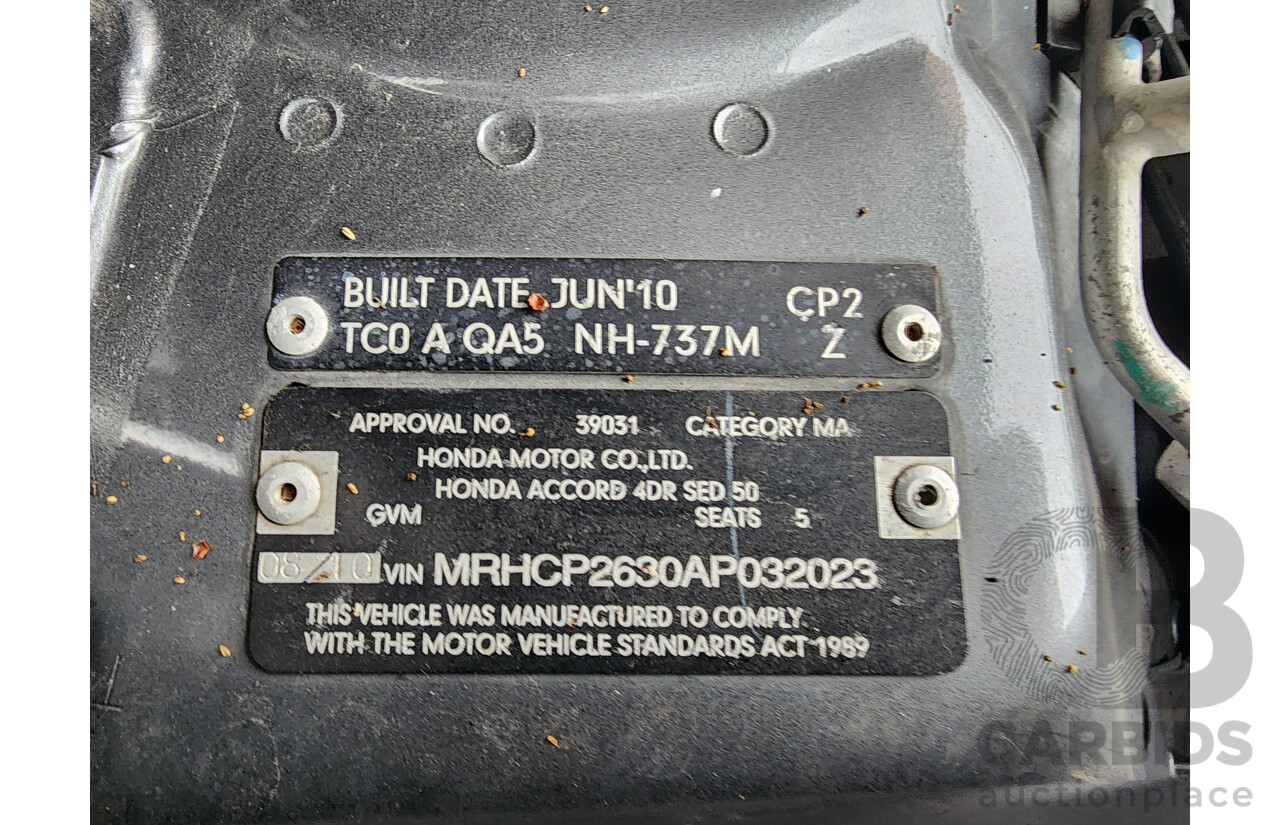 BUILT DATE JUN'10 CP2
TC0 A QA5 NH-737M Z
APPROVAL NO. 39031 CATEGORY MA
HONDA MOTOR CO.,LTD.
HONDA ACCORD 4DR SED 50
GVM SEATS 5
08/10 VIN MRHCP2630AP032023
THIS VEHICLE WAS MANUFACTURED TO COMPLY
WITH THE MOTOR VEHICLE STANDARDS ACT 1989
CB
CARBIDS
auctionplace